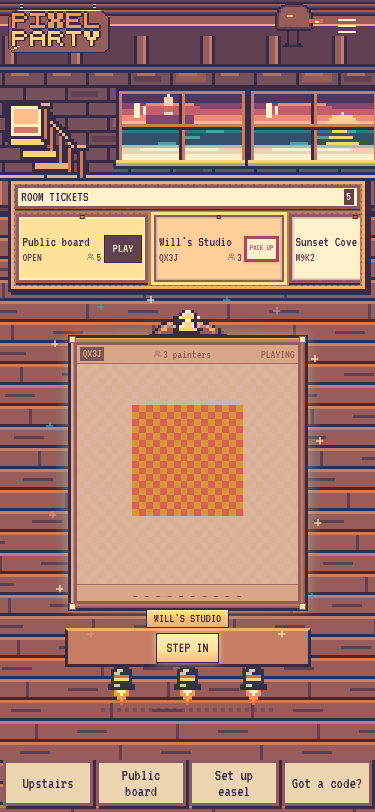 PIXEL
PARTY
ROOM TICKETS 5
Public board
OPEN 5
PLAY
Will's Studio
QX3J 3
PACK UP
Sunset Cove
M9K2
QX3J 3 painters PLAYING
_ _ _ _ _ _ _ _ _ _
WILL'S STUDIO
STEP IN
Upstairs
Public
board
Set up
easel
Got a code?